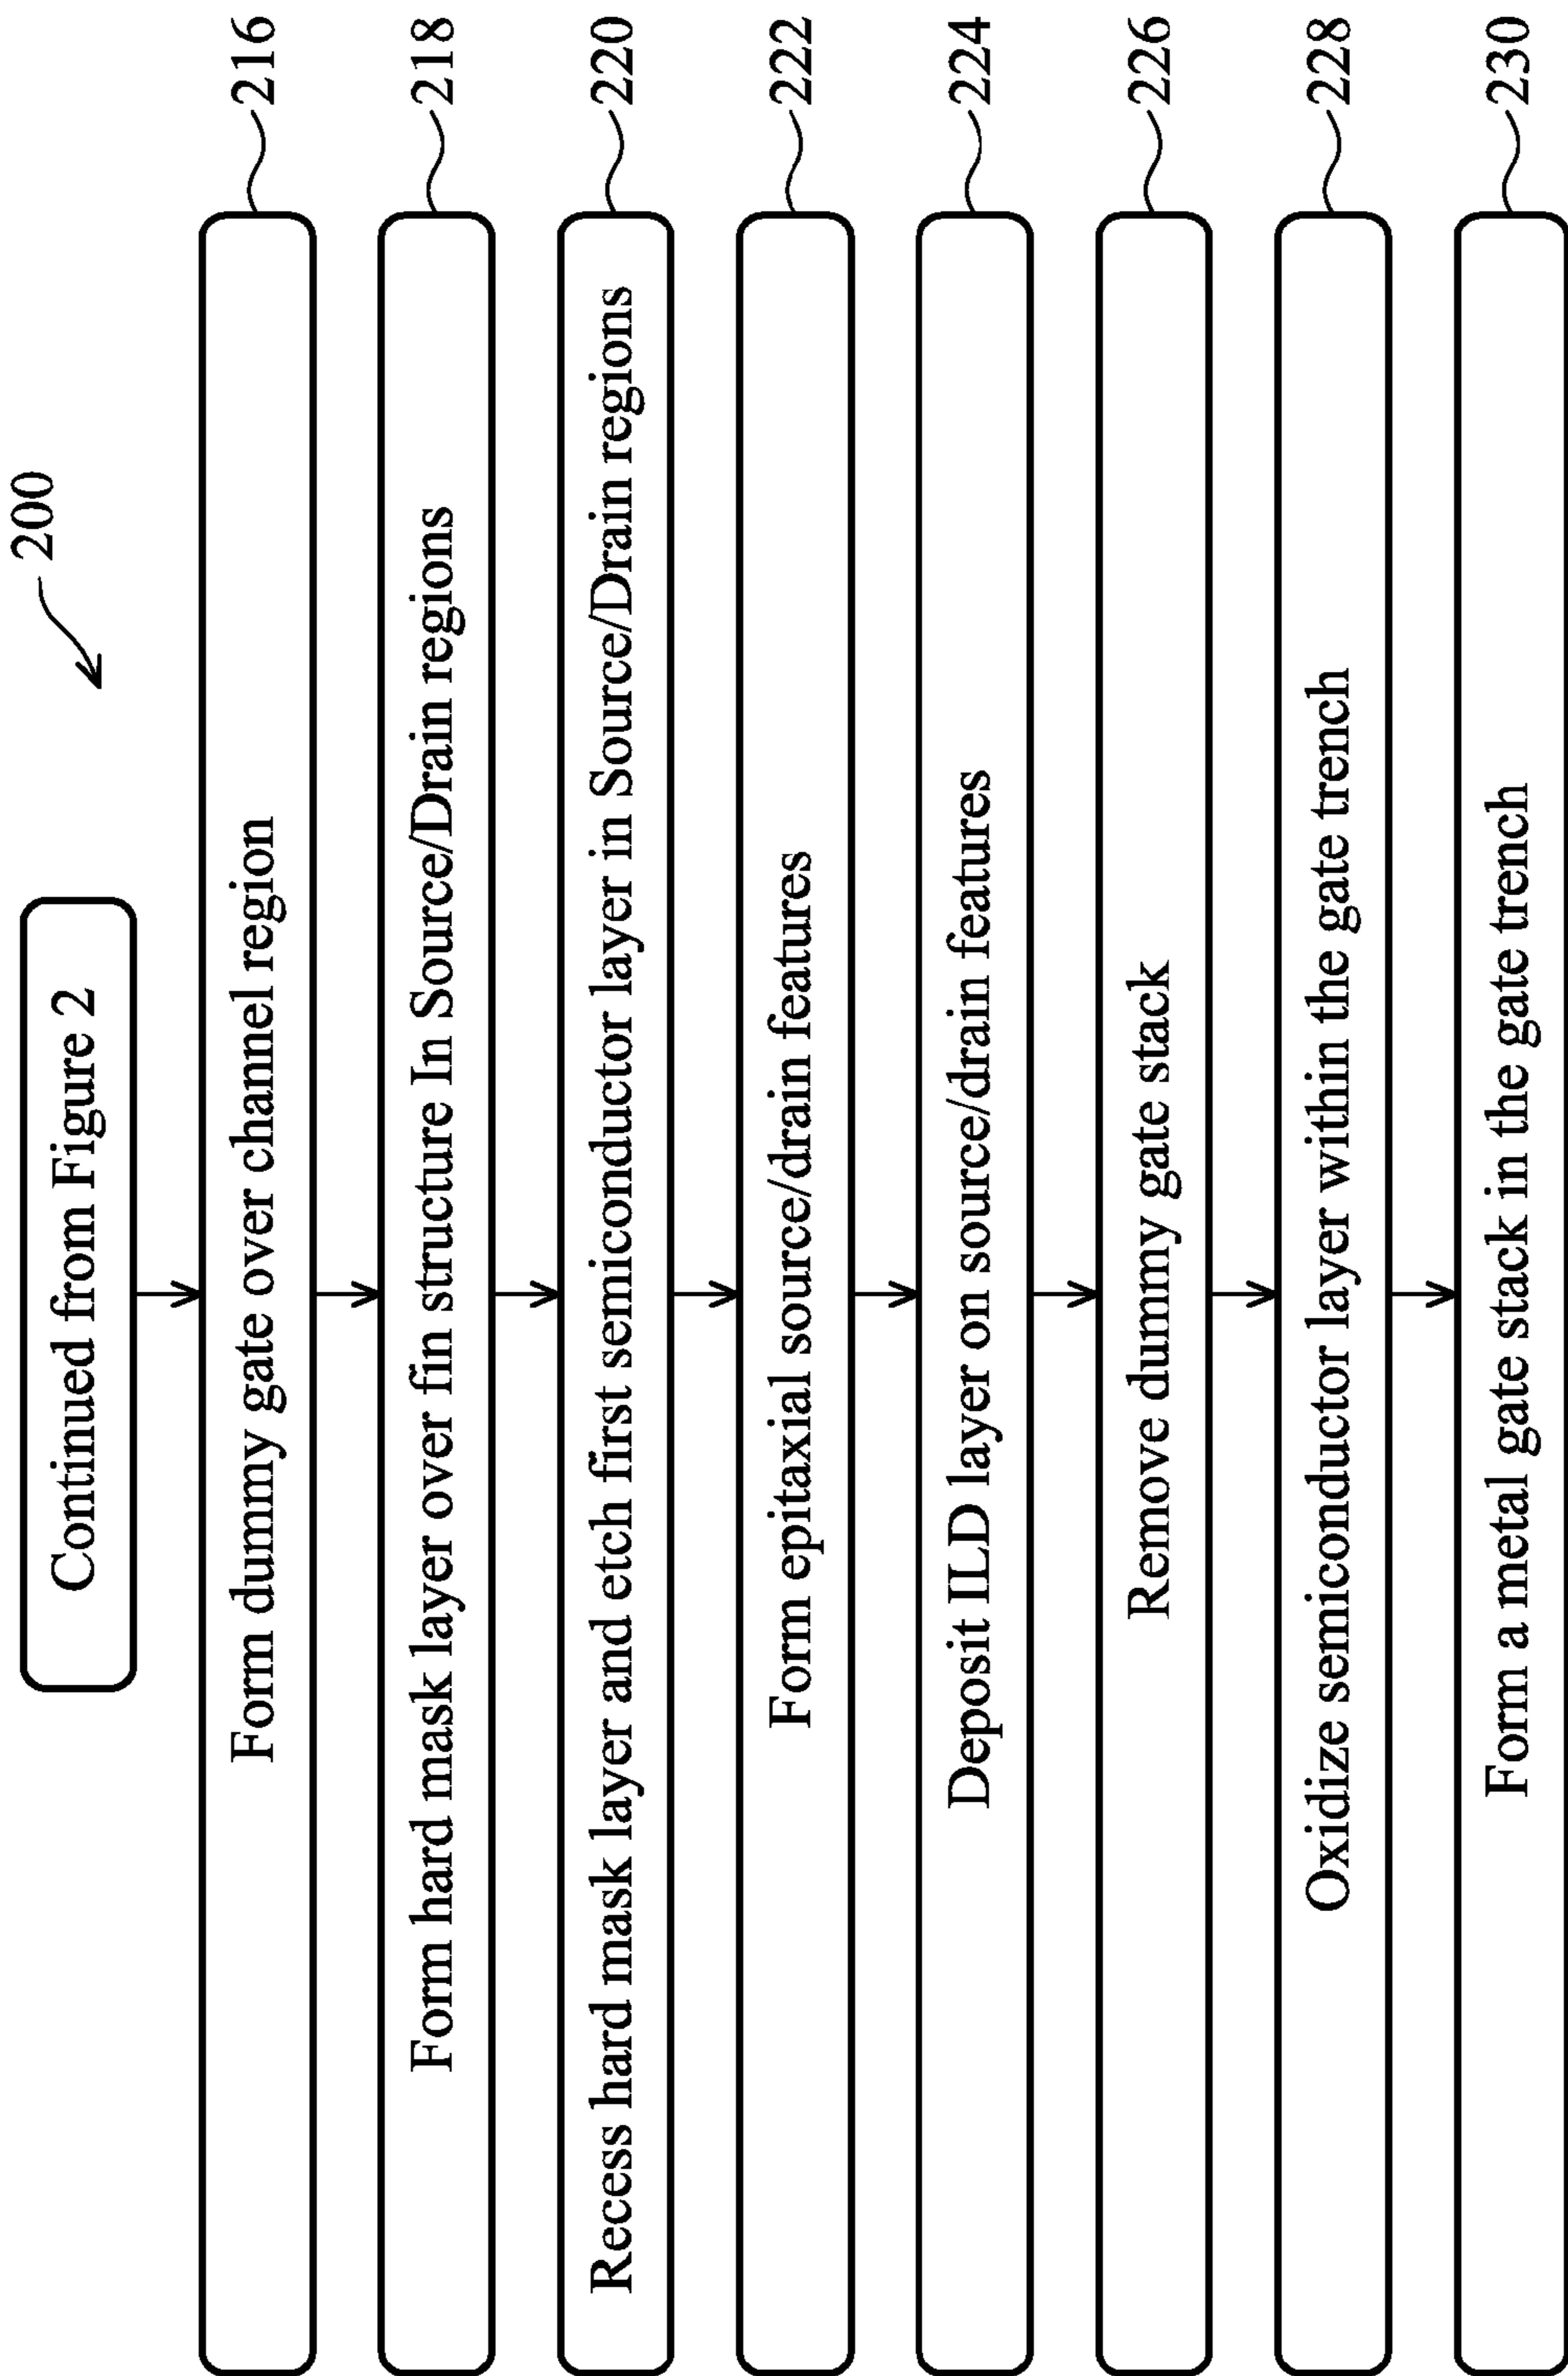 200
Continued from Figure 2
Form dummy gate over channel region
216
Form hard mask layer over fin structure In Source/Drain regions
218
Recess hard mask layer and etch first semiconductor layer in Source/Drain regions
220
Form epitaxial source/drain features
222
Deposit ILD layer on source/drain features
224
Remove dummy gate stack
226
Oxidize semiconductor layer within the gate trench
228
Form a metal gate stack in the gate trench
230